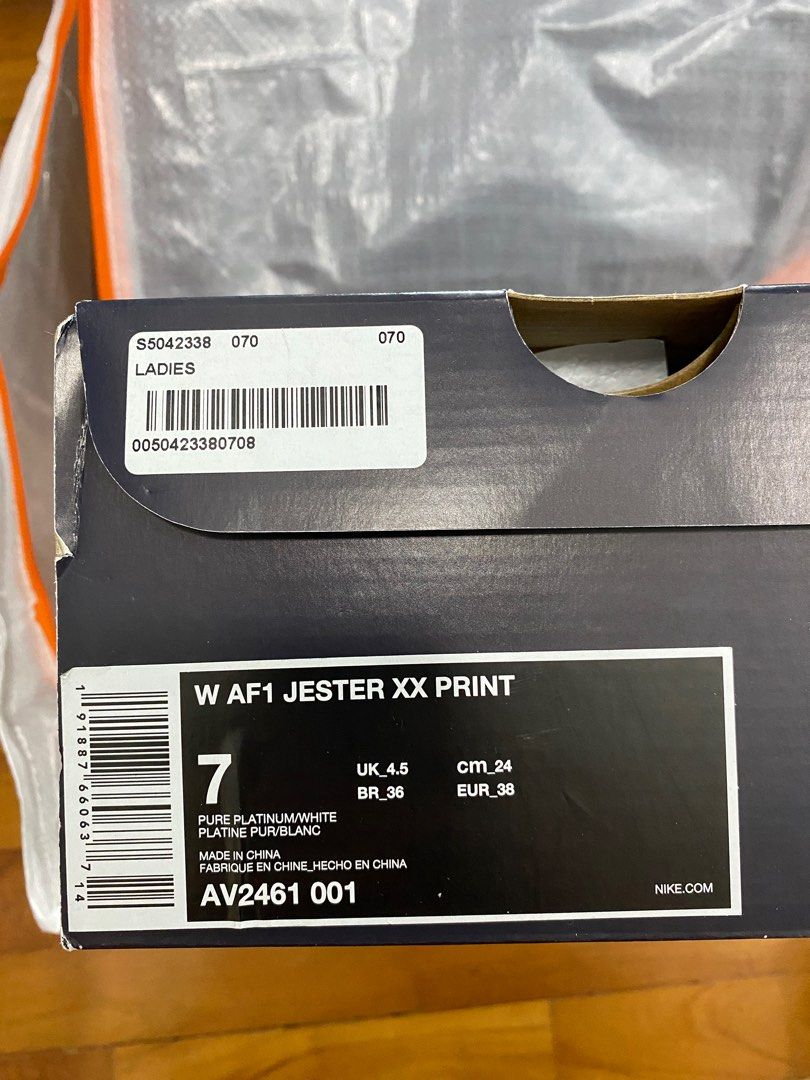 S5042338 070 070
LADIES
0050423380708
W AF1 JESTER XX PRINT
7
UK_4.5 cm_24
BR_36 EUR_38
PURE PLATINUM/WHITE
PLATINE PUR/BLANC
MADE IN CHINA
FABRIQUE EN CHINE_HECHO EN CHINA
AV2461 001
NIKE.COM
1 91887 66063 7 14